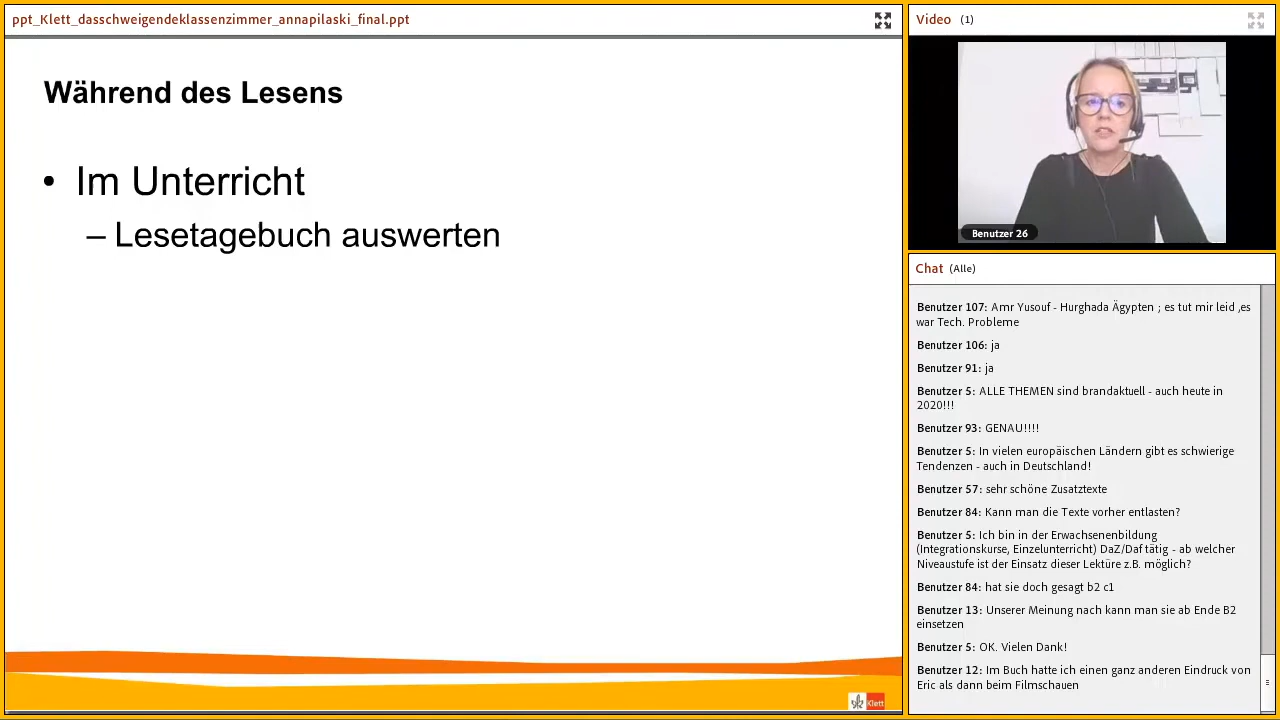 ppt_Klett_dasschweigendeklassenzimmer_annapilaski_final.ppt
Während des Lesens
• Im Unterricht
– Lesetagebuch auswerten
Klett
Video (1)
Benutzer 26
Chat (Alle)
Benutzer 107: Amr Yusouf - Hurghada Ägypten ; es tut mir leid ,es
war Tech. Probleme
Benutzer 106: ja
Benutzer 91: ja
Benutzer 5: ALLE THEMEN sind brandaktuell - auch heute in
2020!!!
Benutzer 93: GENAU!!!!
Benutzer 5: In vielen europäischen Ländern gibt es schwierige
Tendenzen - auch in Deutschland!
Benutzer 57: sehr schöne Zusatztexte
Benutzer 84: Kann man die Texte vorher entlasten?
Benutzer 5: Ich bin in der Erwachsenenbildung
(Integrationskurse, Einzelunterricht) DaZ/Daf tätig - ab welcher
Niveaustufe ist der Einsatz dieser Lektüre z.B. möglich?
Benutzer 84: hat sie doch gesagt b2 c1
Benutzer 13: Unserer Meinung nach kann man sie ab Ende B2
einsetzen
Benutzer 5: OK. Vielen Dank!
Benutzer 12: Im Buch hatte ich einen ganz anderen Eindruck von
Eric als dann beim Filmschauen